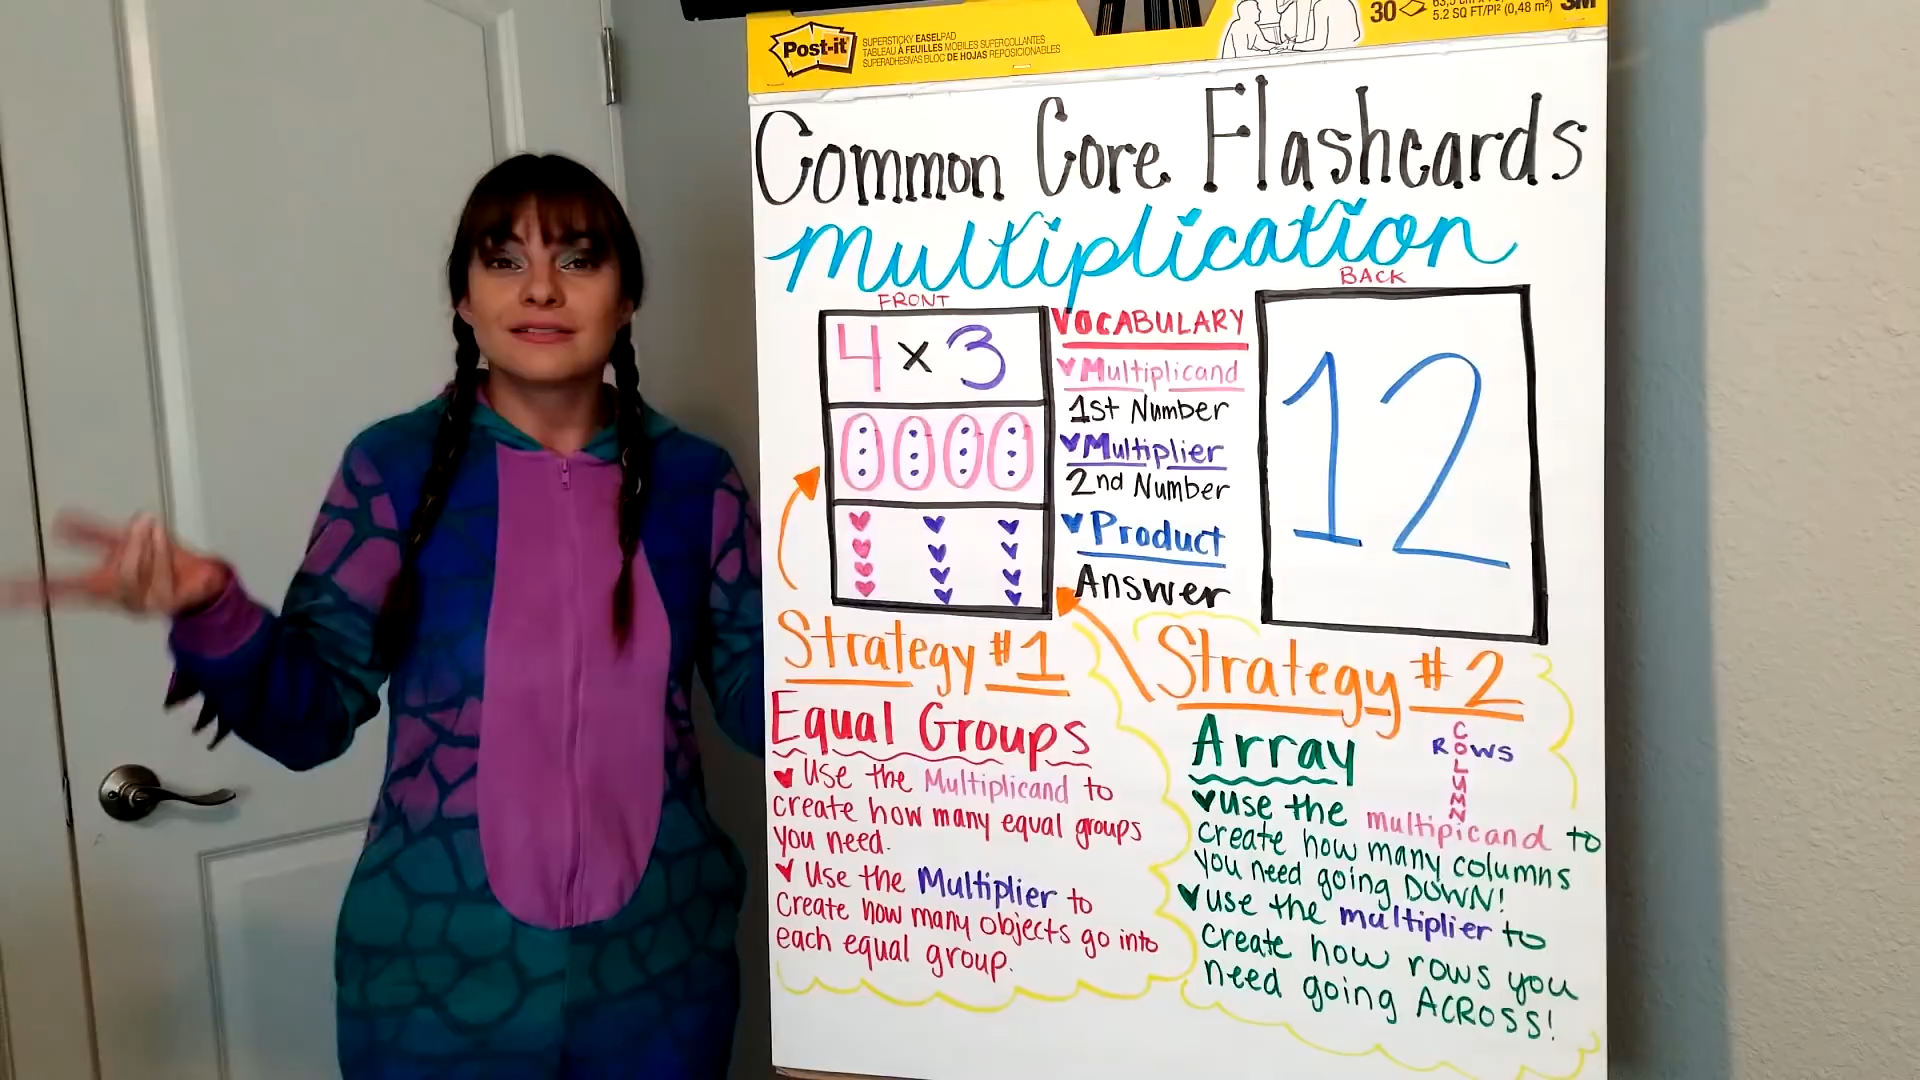 Post-it
SUPERSTICKY EASELPAD
TABLEAU À FEUILLES MOBILES SUPERCOLLANTES
SUPERADHESIVAS BLOC DE HOJAS REPOSICIONABLES
30
5.2 SQ FT/PI² (0,48 m²)
3M
Common Core Flashcards
Multiplication
FRONT
BACK
4 x 3
VOCABULARY
Multiplicand
1st Number
Multiplier
2nd Number
Product
Answer
12
Strategy #1
Equal Groups
Use the Multiplicand to
create how many equal groups
you need.
Use the Multiplier to
create how many objects go into
each equal group.
Strategy #2
Array
ROWS
COLUMN
use the multipicand to
create how many columns
you need going DOWN!
use the multiplier to
create how rows you
need going ACROSS!